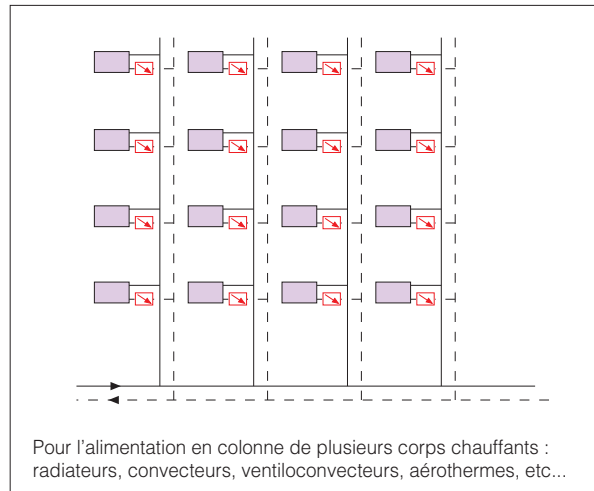 Pour l'alimentation en colonne de plusieurs corps chauffants :
radiateurs, convecteurs, ventiloconvecteurs, aérothermes, etc...